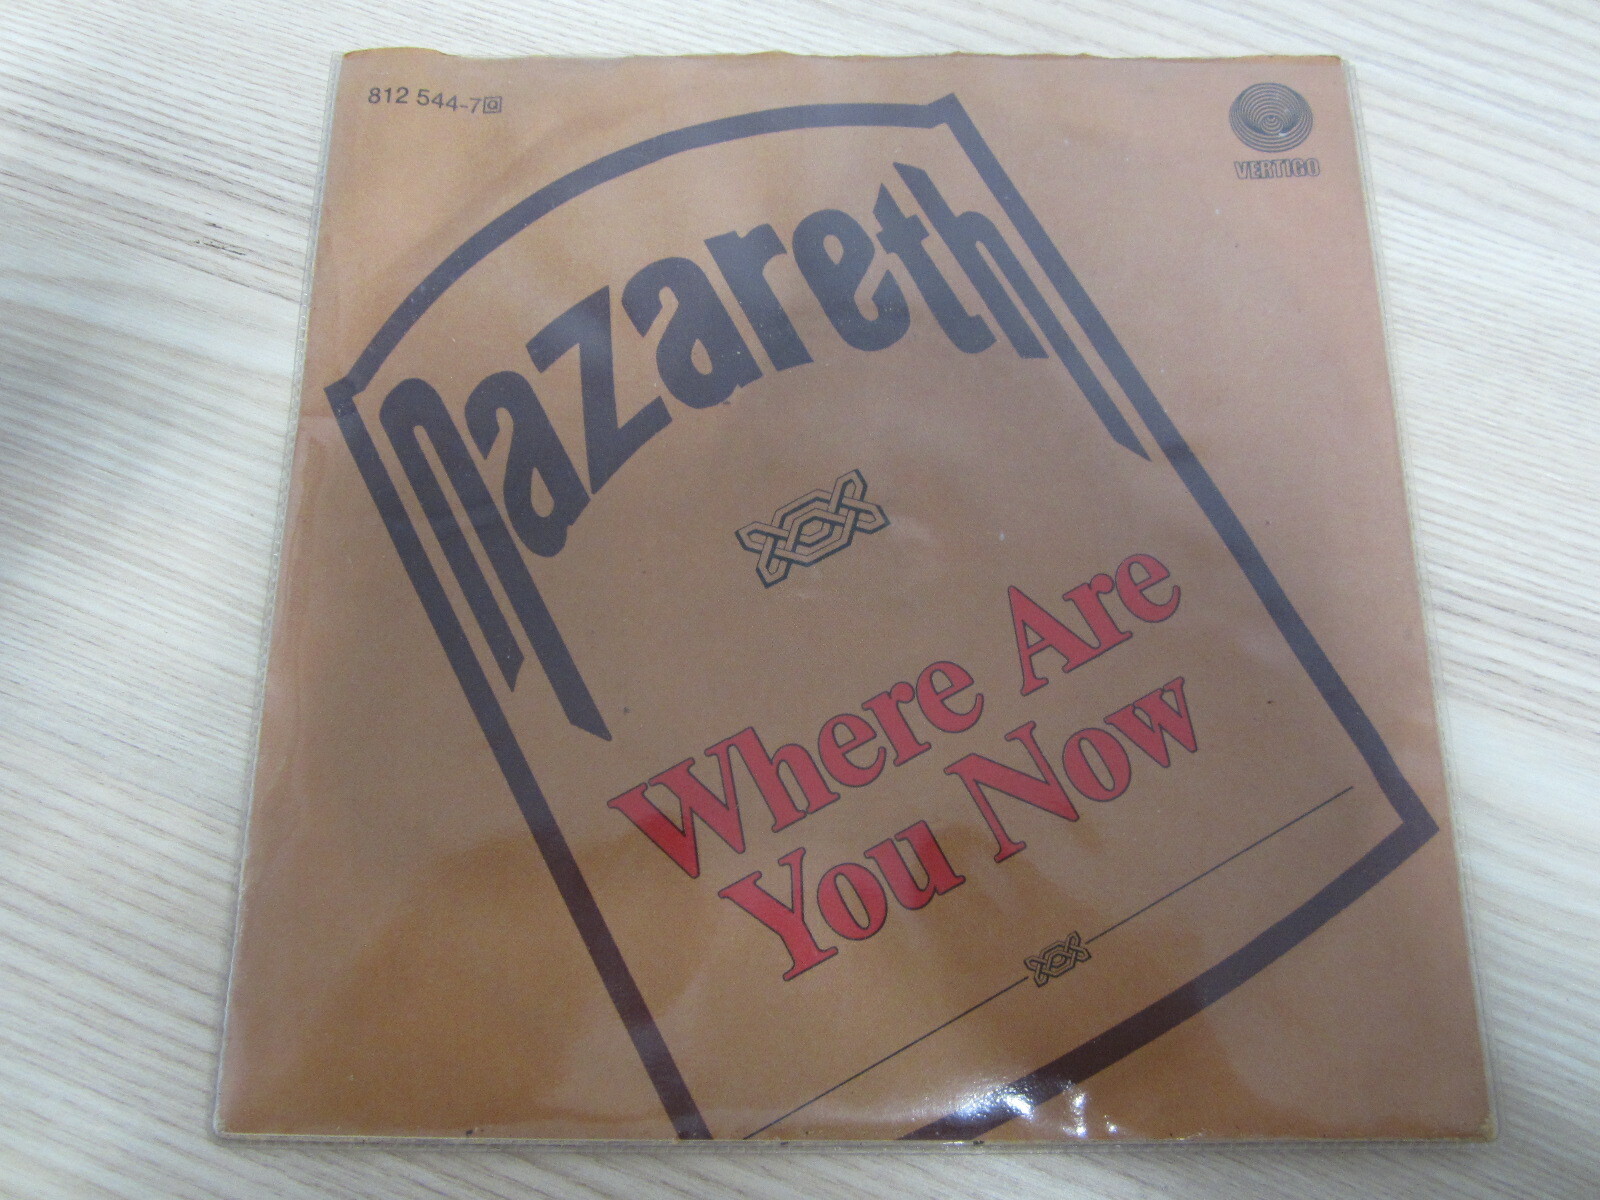 812 544-7 Q
VERTIGO
Nazareth
Where Are
You Now